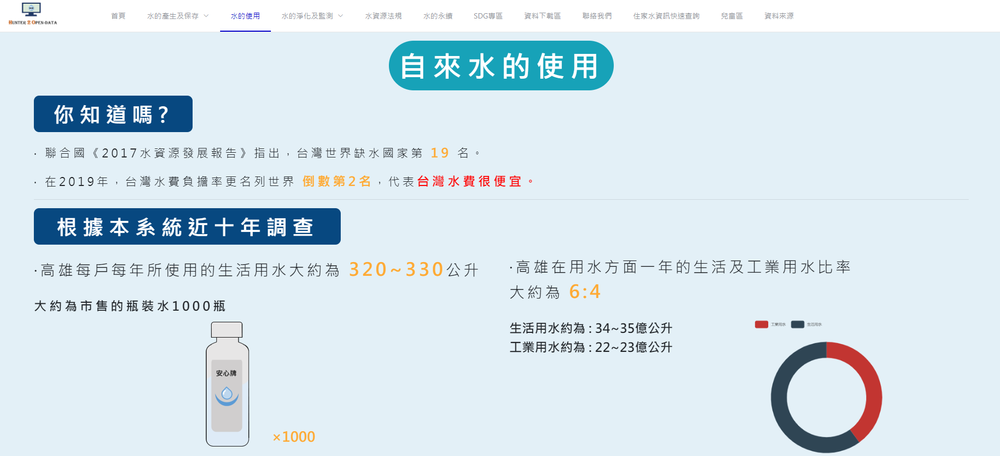 HUNTER 2 OPEN-DATA
首頁 水的產生及保存 水的使用 水的淨化及監測 水資源法規 水的永續 SDG專區 資料下載區 聯絡我們 住家水資訊快速查詢 兒童區 資料來源
自來水的使用
你知道嗎?
· 聯合國《2017水資源發展報告》指出，台灣世界缺水國家第 19 名。
· 在2019年，台灣水費負擔率更名列世界 倒數第2名，代表台灣水費很便宜。
根據本系統近十年調查
·高雄每戶每年所使用的生活用水大約為 320~330公升
大約為市售的瓶裝水1000瓶
安心牌
×1000
·高雄在用水方面一年的生活及工業用水比率
大約為 6:4
生活用水約為 : 34~35億公升
工業用水約為 : 22~23億公升
工業用水 生活用水